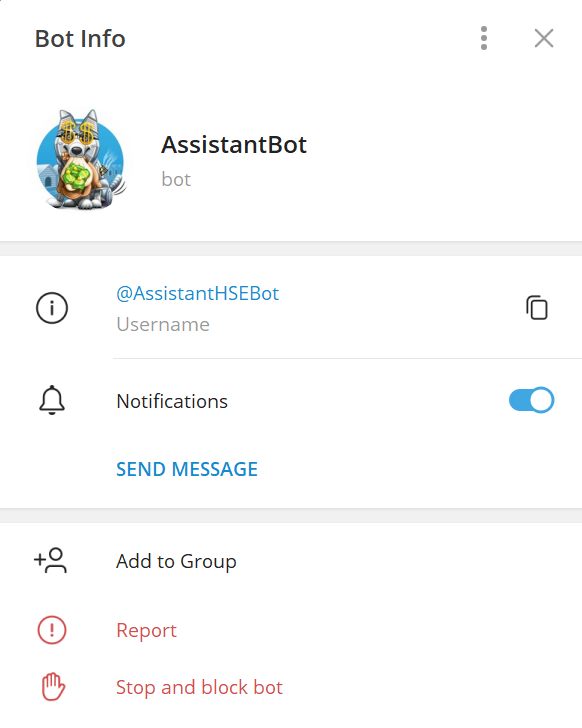 Bot Info
AssistantBot
bot
@AssistantHSEBot
Username
Notifications
SEND MESSAGE
Add to Group
Report
Stop and block bot